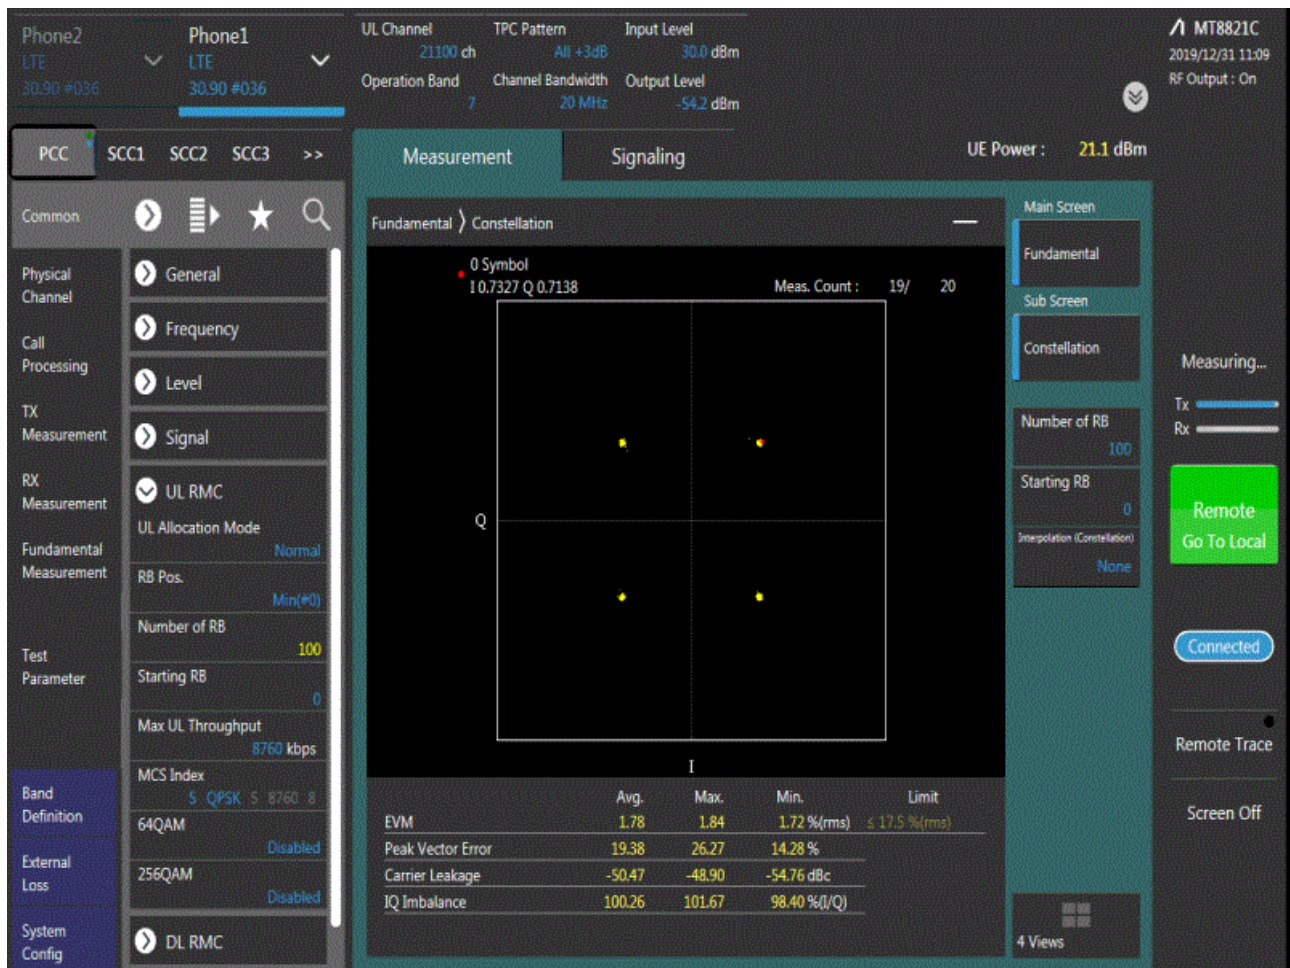 Phone2
LTE
30.90 #036
Phone1
LTE
30.90 #036
UL Channel
21100 ch
TPC Pattern
All +3dB
Input Level
30.0 dBm
Operation Band
7
Channel Bandwidth
20 MHz
Output Level
-54.2 dBm
MT8821C
2019/12/31 11:09
RF Output : On
PCC SCC1 SCC2 SCC3 >>
Measurement
Signaling
UE Power : 21.1 dBm
Common
Physical
Channel
Call
Processing
TX
Measurement
RX
Measurement
Fundamental
Measurement
Test
Parameter
Band
Definition
External
Loss
System
Config
General
Frequency
Level
Signal
UL RMC
UL Allocation Mode
Normal
RB Pos.
Min(#0)
Number of RB
100
Starting RB
0
Max UL Throughput
8760 kbps
MCS Index
5 QPSK 5 8760 8
64QAM
Disabled
256QAM
Disabled
DL RMC
Fundamental 〉 Constellation
0 Symbol
I 0.7327 Q 0.7138
Meas. Count : 19/ 20
Q
I
Avg. Max. Min. Limit
EVM 1.78 1.84 1.72 %(rms) ≤ 17.5 %(rms)
Peak Vector Error 19.38 26.27 14.28 %
Carrier Leakage -50.47 -48.90 -54.76 dBc
IQ Imbalance 100.26 101.67 98.40 %(I/Q)
Main Screen
Fundamental
Sub Screen
Constellation
Number of RB
100
Starting RB
0
Interpolation (Constellation)
None
4 Views
Measuring...
Tx
Rx
Remote
Go To Local
Connected
Remote Trace
Screen Off